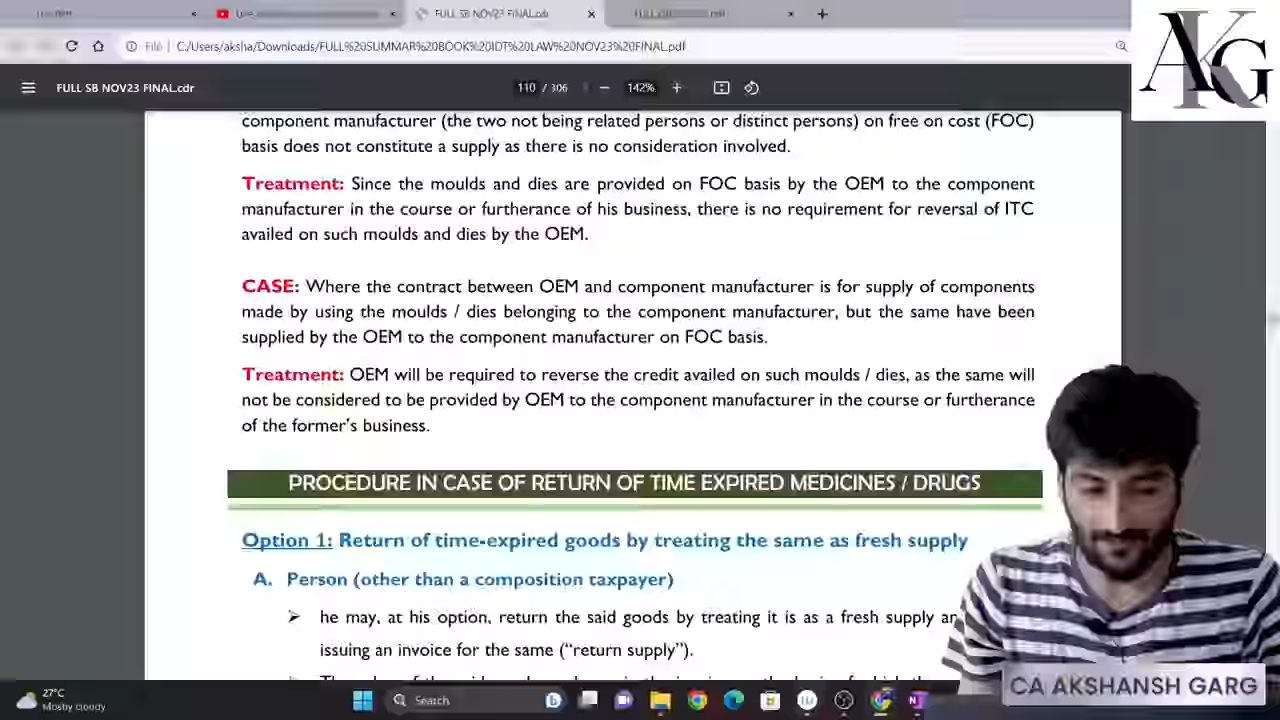 FULL SB NOV23 FINAL.cdr
File
C:/Users/aksha/Downloads/FULL%20SUMMAR%20BOOK%20IDT%20LAW%20NOV23%20FINAL.pdf
AKG
FULL SB NOV23 FINAL.cdr
110 / 306
142%
component manufacturer (the two not being related persons or distinct persons) on free on cost (FOC)
basis does not constitute a supply as there is no consideration involved.
Treatment: Since the moulds and dies are provided on FOC basis by the OEM to the component
manufacturer in the course or furtherance of his business, there is no requirement for reversal of ITC
availed on such moulds and dies by the OEM.
CASE: Where the contract between OEM and component manufacturer is for supply of components
made by using the moulds / dies belonging to the component manufacturer, but the same have been
supplied by the OEM to the component manufacturer on FOC basis.
Treatment: OEM will be required to reverse the credit availed on such moulds / dies, as the same will
not be considered to be provided by OEM to the component manufacturer in the course or furtherance
of the former's business.
PROCEDURE IN CASE OF RETURN OF TIME EXPIRED MEDICINES / DRUGS
Option 1: Return of time-expired goods by treating the same as fresh supply
A. Person (other than a composition taxpayer)
➢ he may, at his option, return the said goods by treating it is as a fresh supply
issuing an invoice for the same (“return supply”).
CA AKSHANSH GARG
27°C
Mostly cloudy
Search